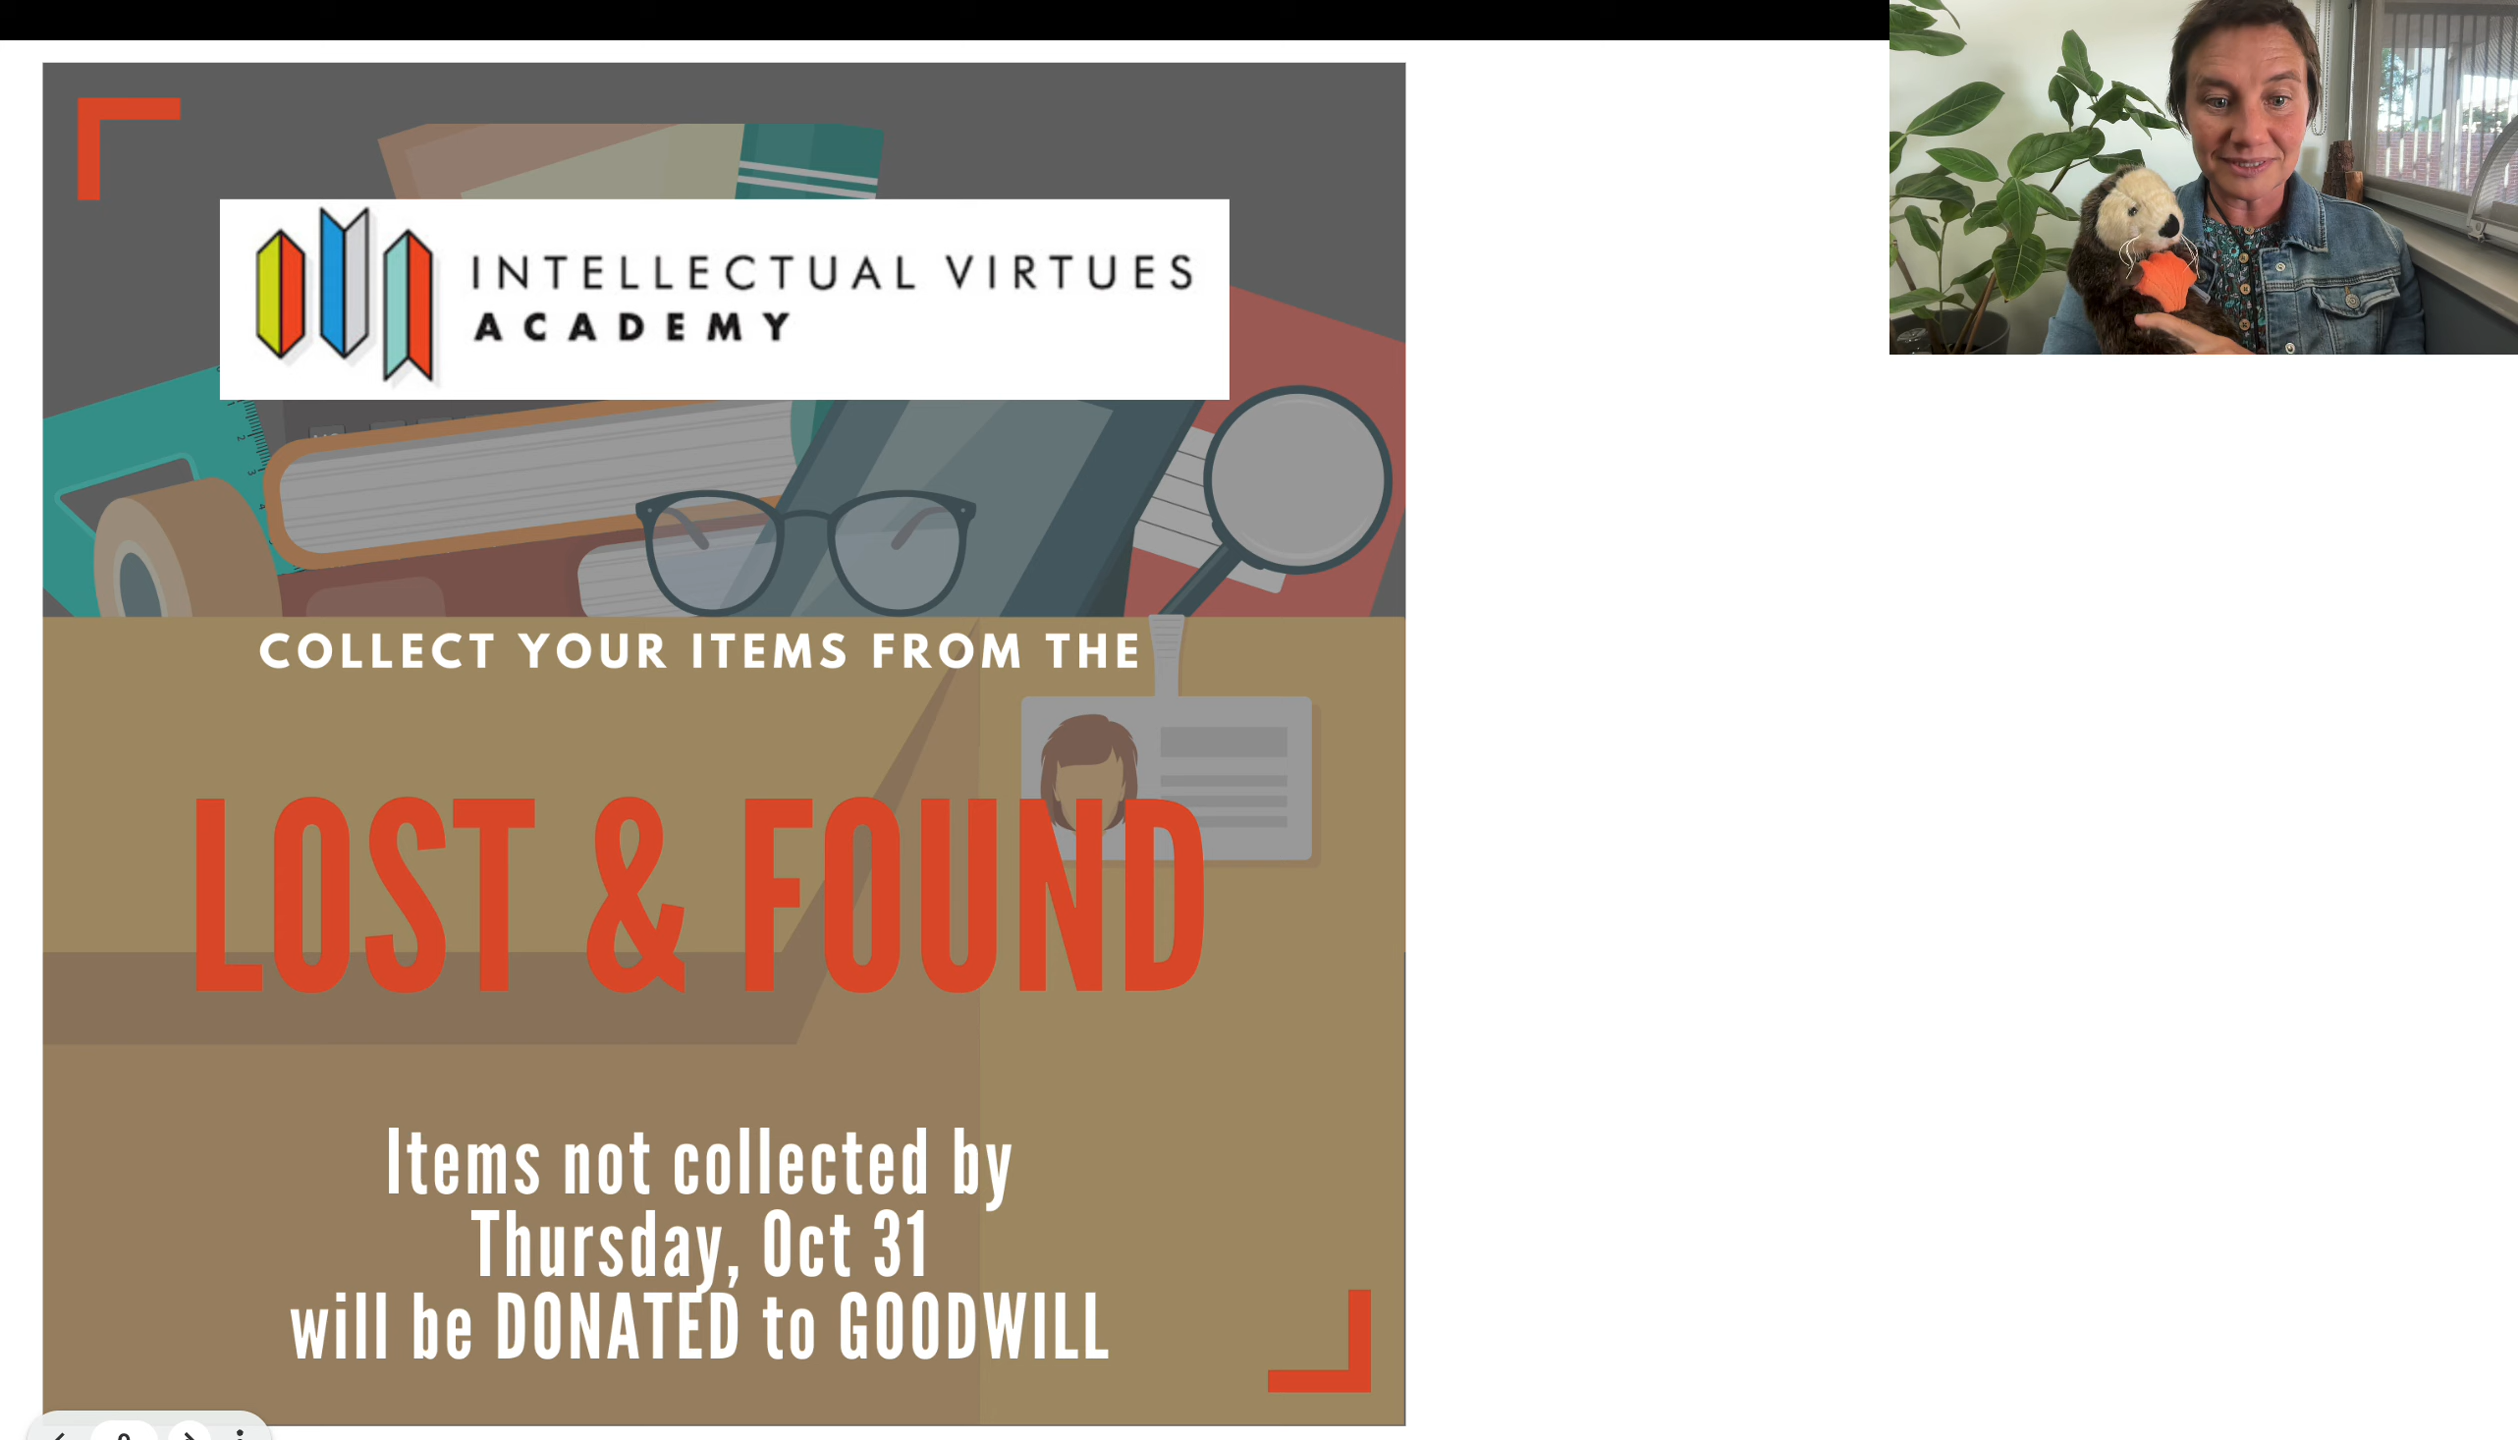 INTELLECTUAL VIRTUES
ACADEMY
COLLECT YOUR ITEMS FROM THE
LOST & FOUND
Items not collected by
Thursday, Oct 31
will be DONATED to GOODWILL